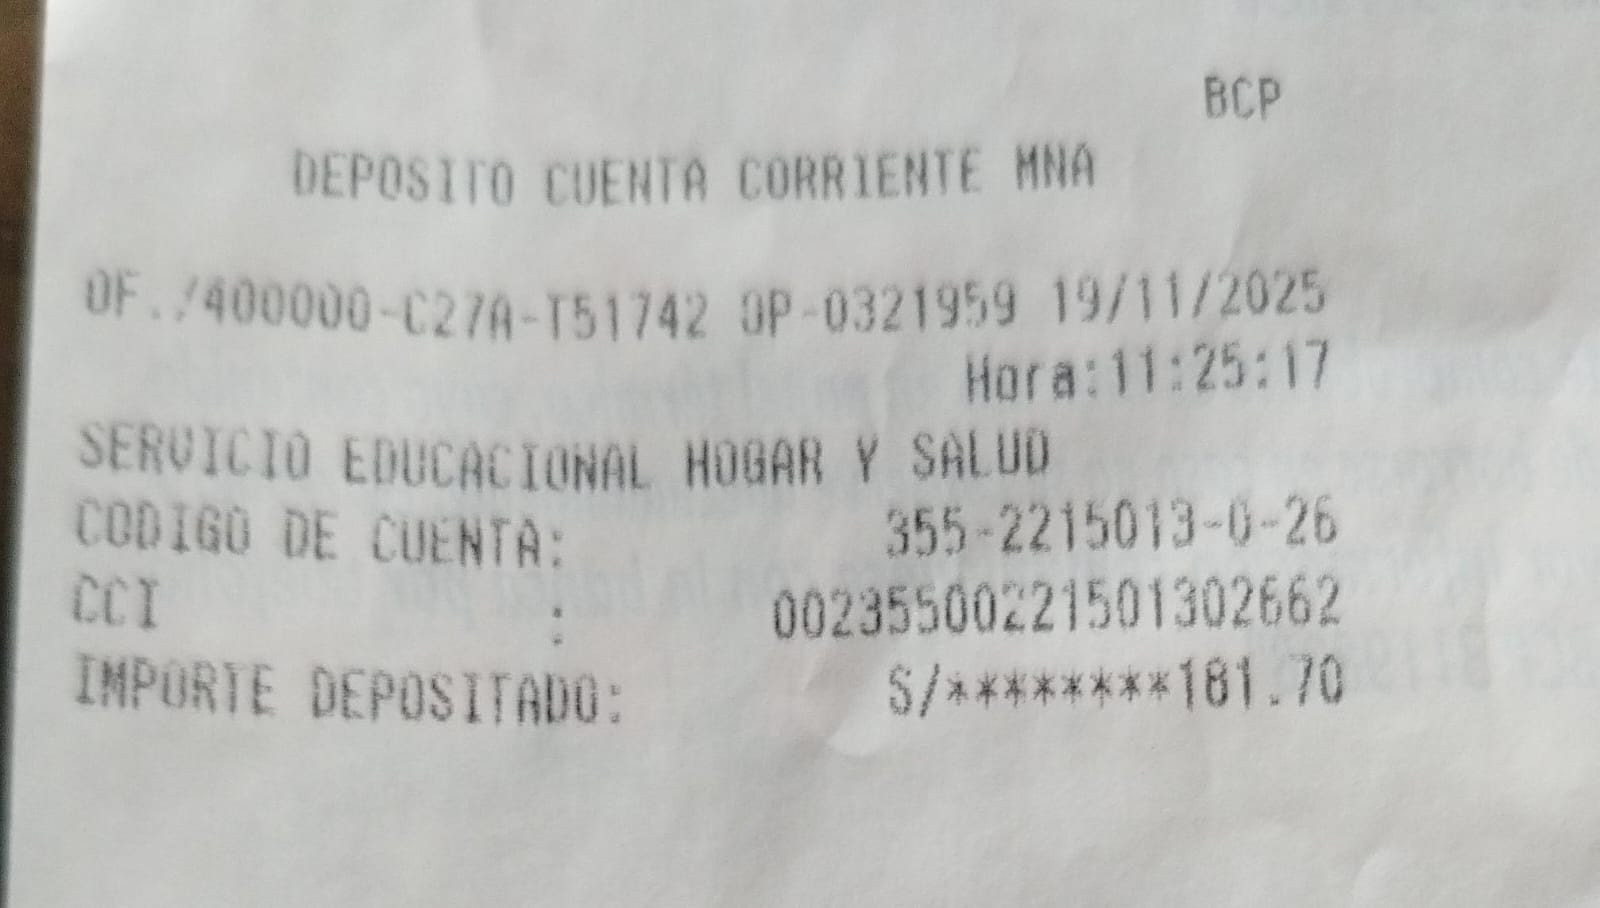 BCP
DEPOSITO CUENTA CORRIENTE MNA
OF./400000-C27A-T51742 OP-0321959 19/11/2025
Hora:11:25:17
SERVICIO EDUCACIONAL HOGAR Y SALUD
CODIGO DE CUENTA: 355-2215013-0-26
CCI : 00235500221501302662
IMPORTE DEPOSITADO: S/********181.70